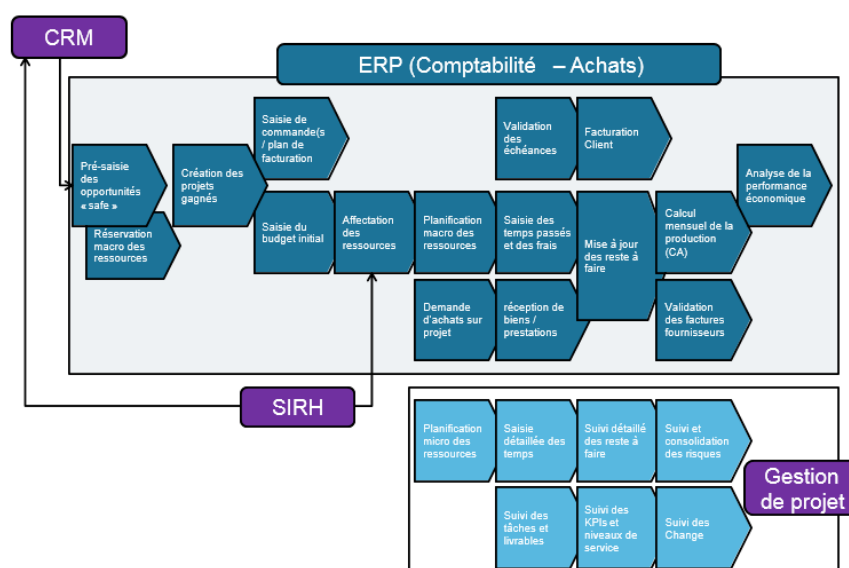 CRM
ERP (Comptabilité – Achats)
Saisie de
commande(s
/ plan de
facturation
Validation
des
échéances
Facturation
Client
Pré-saisie
des
opportunités
« safe »
Création des
projets
gagnés
Analyse de la
performance
économique
Réservation
macro des
ressources
Saisie du
budget initial
Affectation
des
ressources
Planification
macro des
ressources
Saisie des
temps passés
et des frais
Mise à jour
des reste à
faire
Calcul
mensuel de la
production
(CA)
Demande
d'achats sur
projet
réception de
biens /
prestations
Validation
des factures
fournisseurs
SIRH
Planification
micro des
ressources
Saisie
détaillée des
temps
Suivi détaillé
des reste à
faire
Suivi et
consolidation
des risques
Gestion
de projet
Suivi des
tâches et
livrables
Suivi des
KPIs et
niveaux de
service
Suivi des
Change